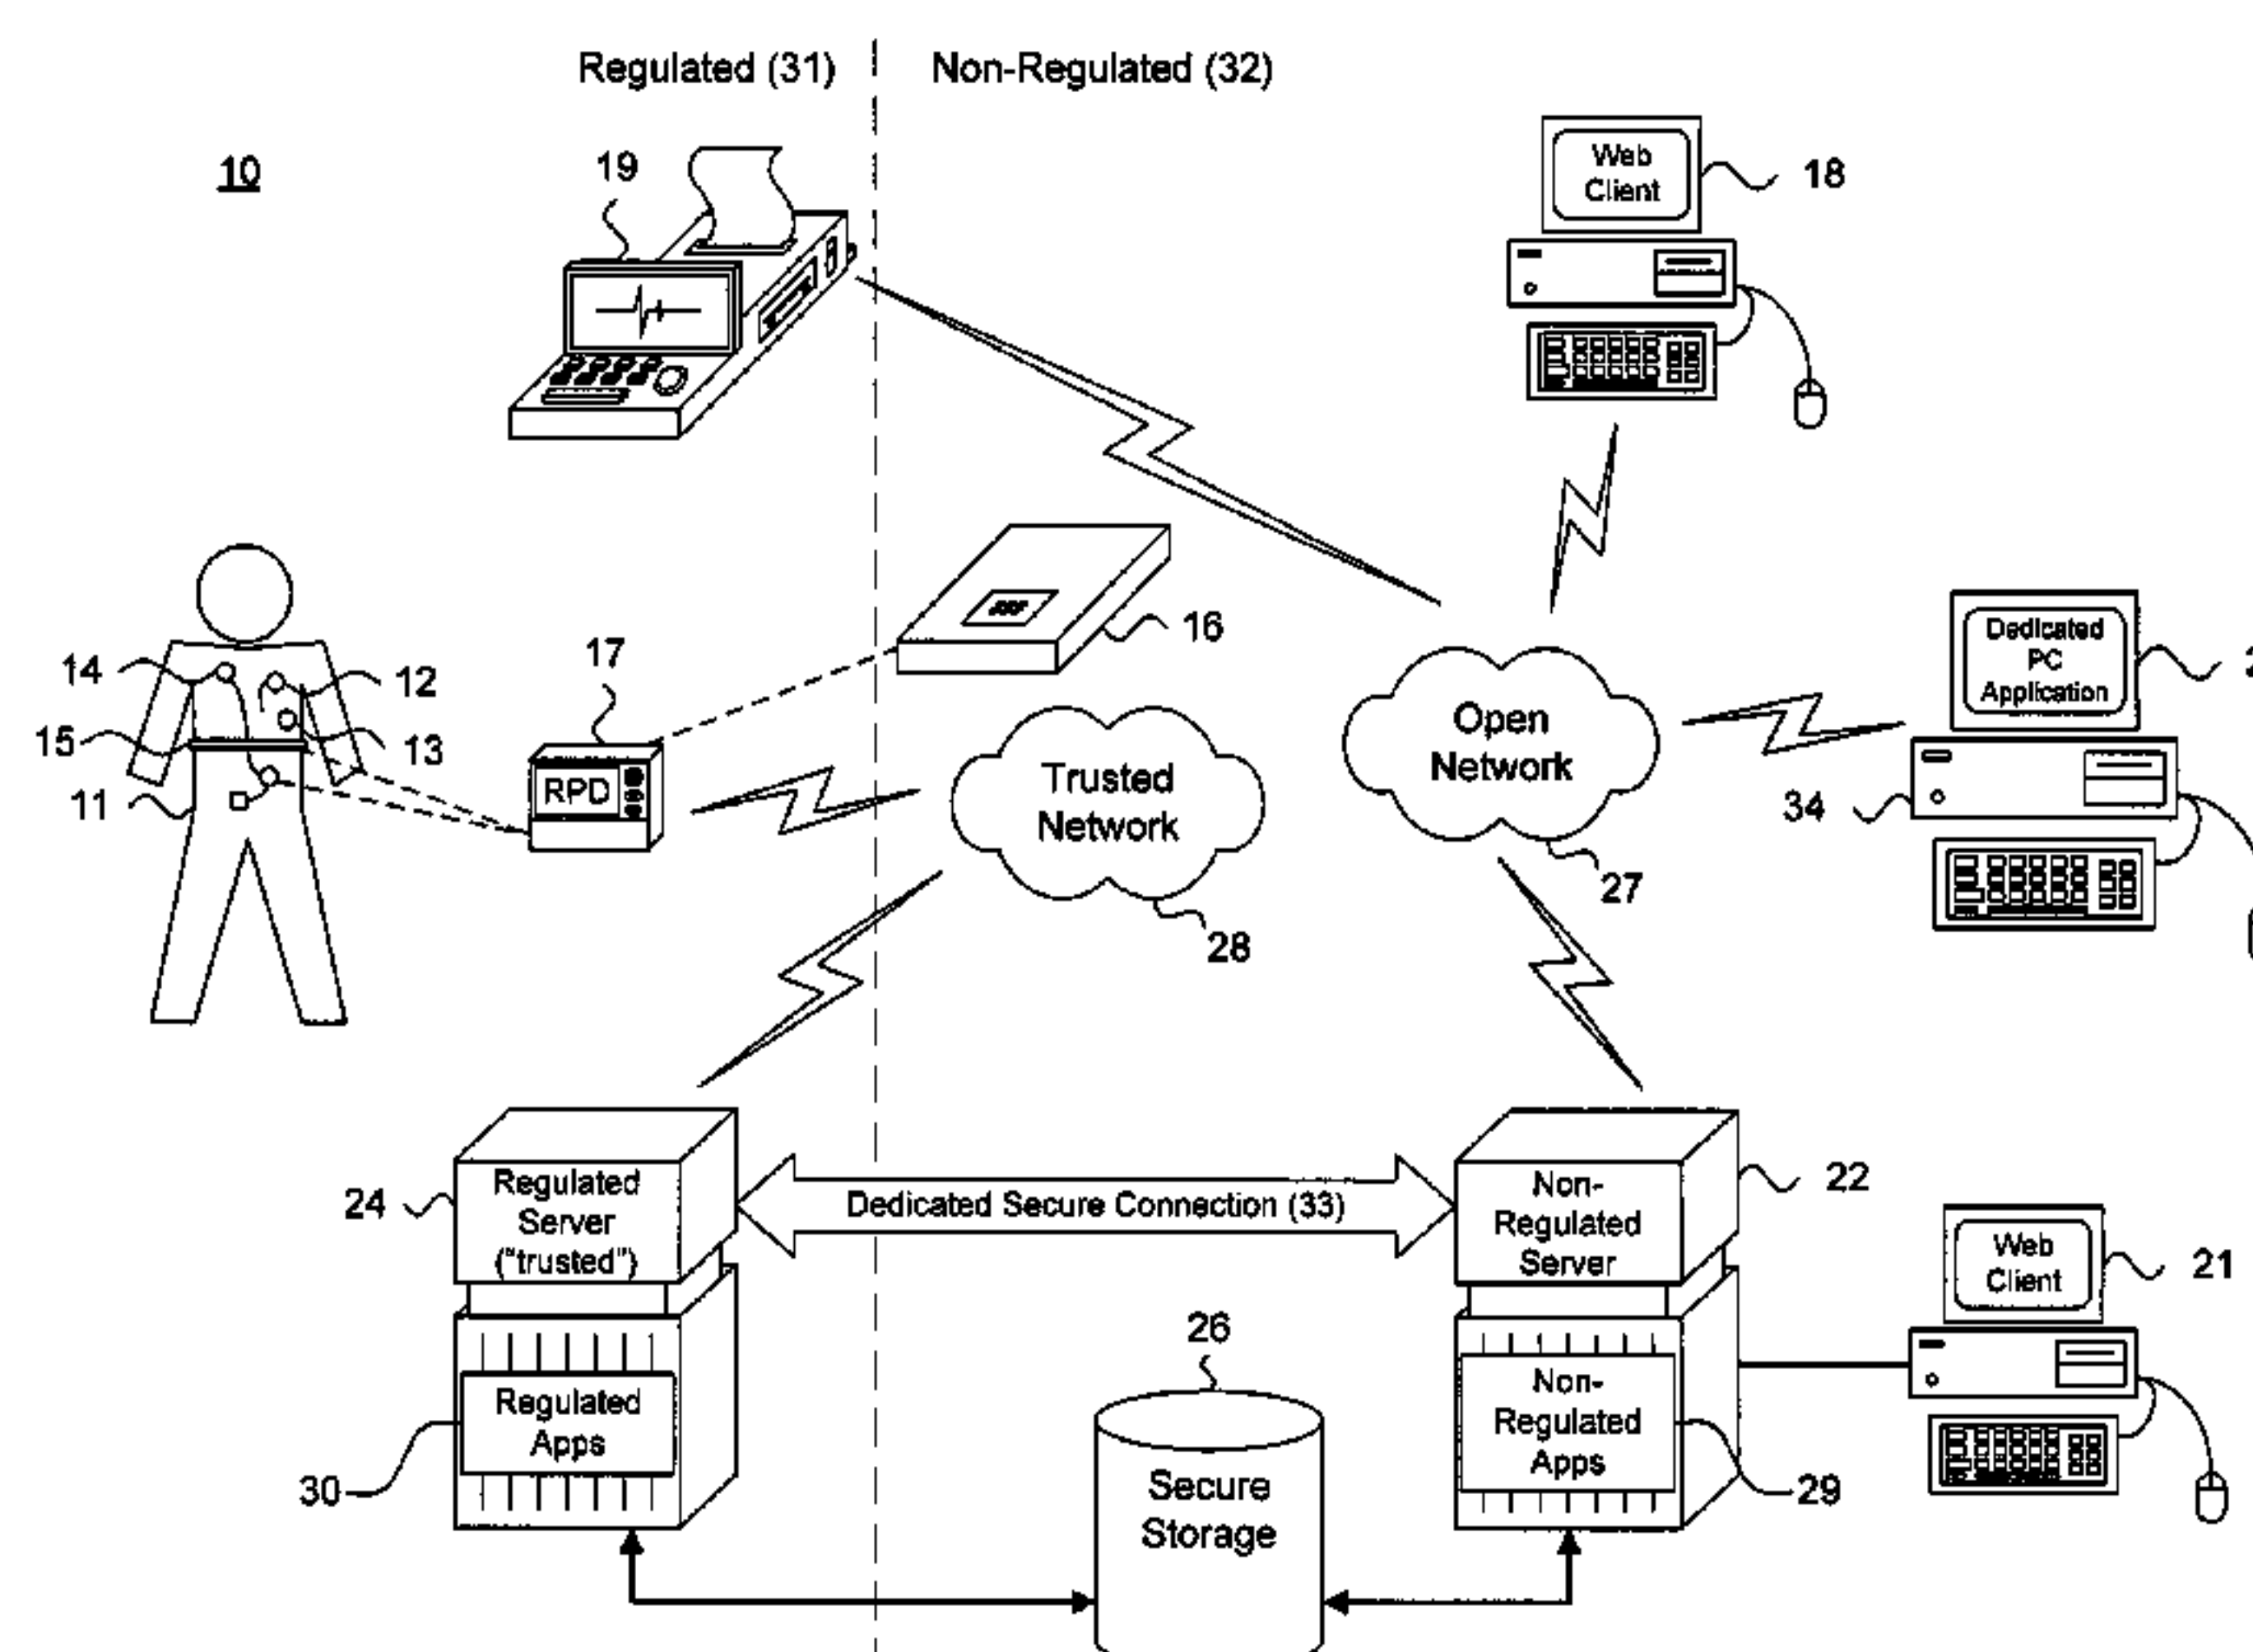 Regulated (31)
Non-Regulated (32)
10
19
Web
Client
18
16
17
14
12
15
13
11
RPD
Trusted
Network
28
Open
Network
27
Dedicated
PC
Application
34
24
Regulated
Server
("trusted")
Dedicated Secure Connection (33)
Non-
Regulated
Server
22
Web
Client
21
26
Regulated
Apps
30
Secure
Storage
Non-
Regulated
Apps
29